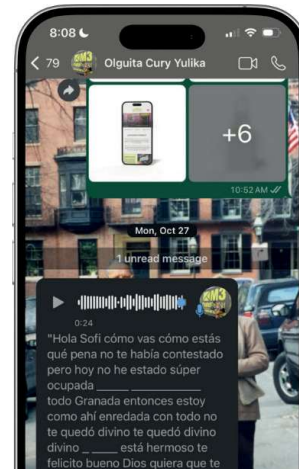 8:08
79 Olguita Cury Yulika
+6
10:52 AM
Mon, Oct 27
1 unread message
0:24
"Hola Sofi cómo vas cómo estás
qué pena no te había contestado
pero hoy no he estado súper
ocupada _____ __________
todo Granada entonces estoy
como ahí enredada con todo no
te quedó divino te quedó divino
divino _ ____ está hermoso te
felicito bueno Dios quiera que te